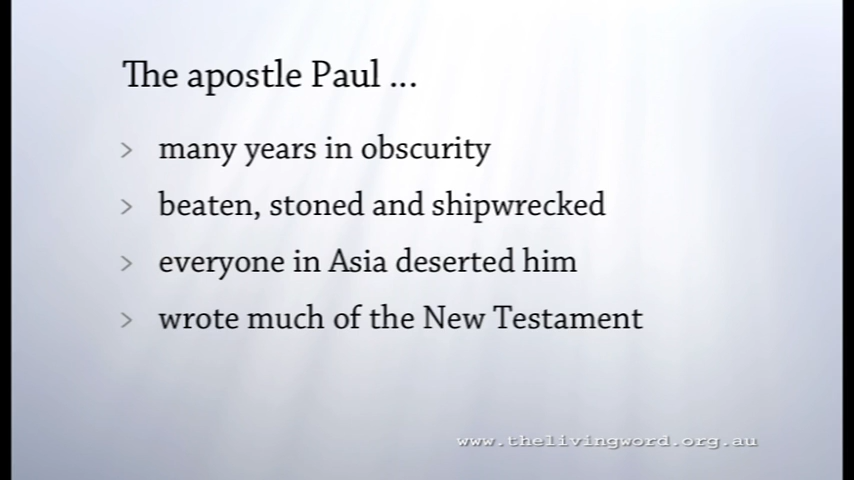 The apostle Paul ...
> many years in obscurity
> beaten, stoned and shipwrecked
> everyone in Asia deserted him
> wrote much of the New Testament
www.thelivingword.org.au